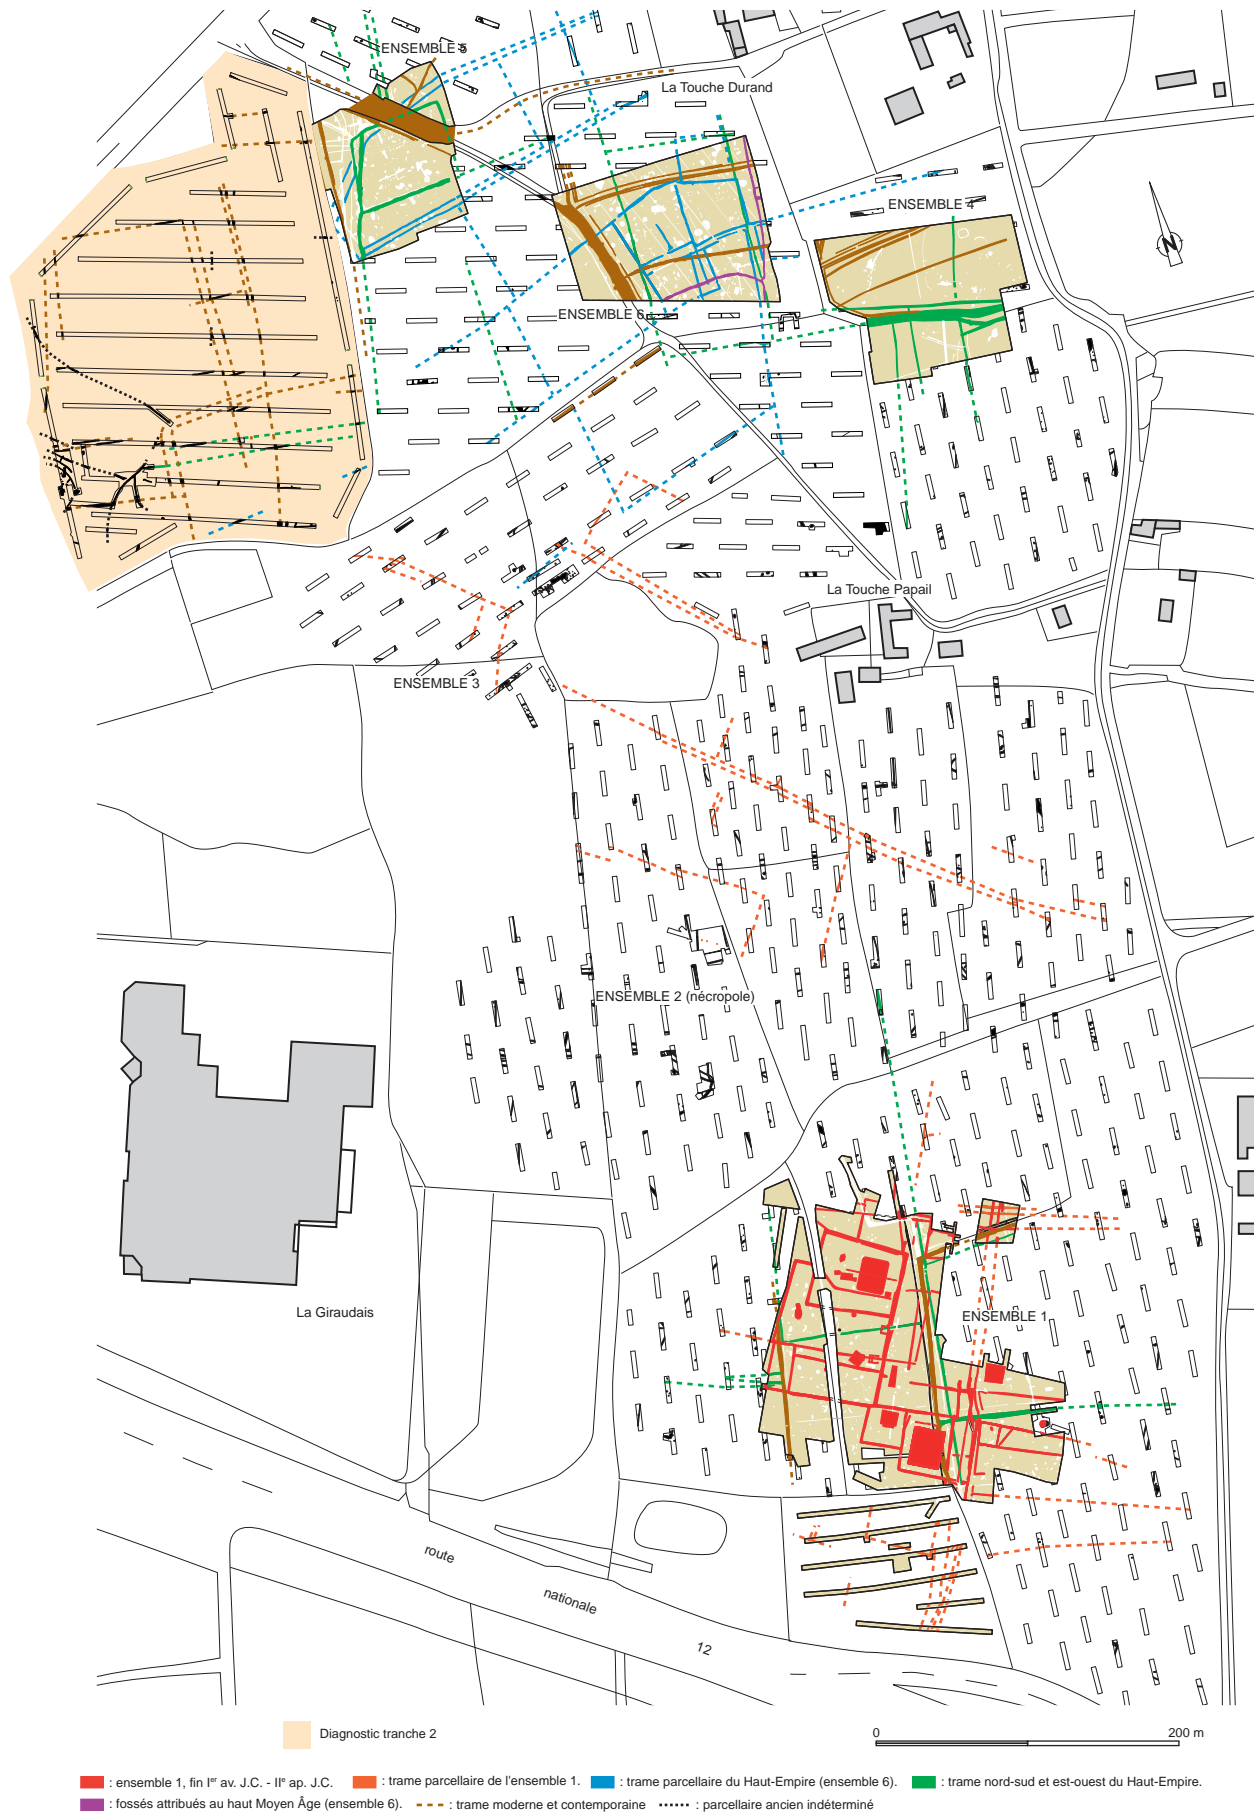 ENSEMBLE 5
La Touche Durand
ENSEMBLE 4
N
ENSEMBLE 6
La Touche Papail
ENSEMBLE 3
ENSEMBLE 2 (nécropole)
La Giraudais
ENSEMBLE 1
route
nationale
12
Diagnostic tranche 2
0 200 m
: ensemble 1, fin Ier av. J.C. - IIe ap. J.C. : trame parcellaire de l'ensemble 1. : trame parcellaire du Haut-Empire (ensemble 6). : trame nord-sud et est-ouest du Haut-Empire.
: fossés attribués au haut Moyen Âge (ensemble 6). : trame moderne et contemporaine : parcellaire ancien indéterminé